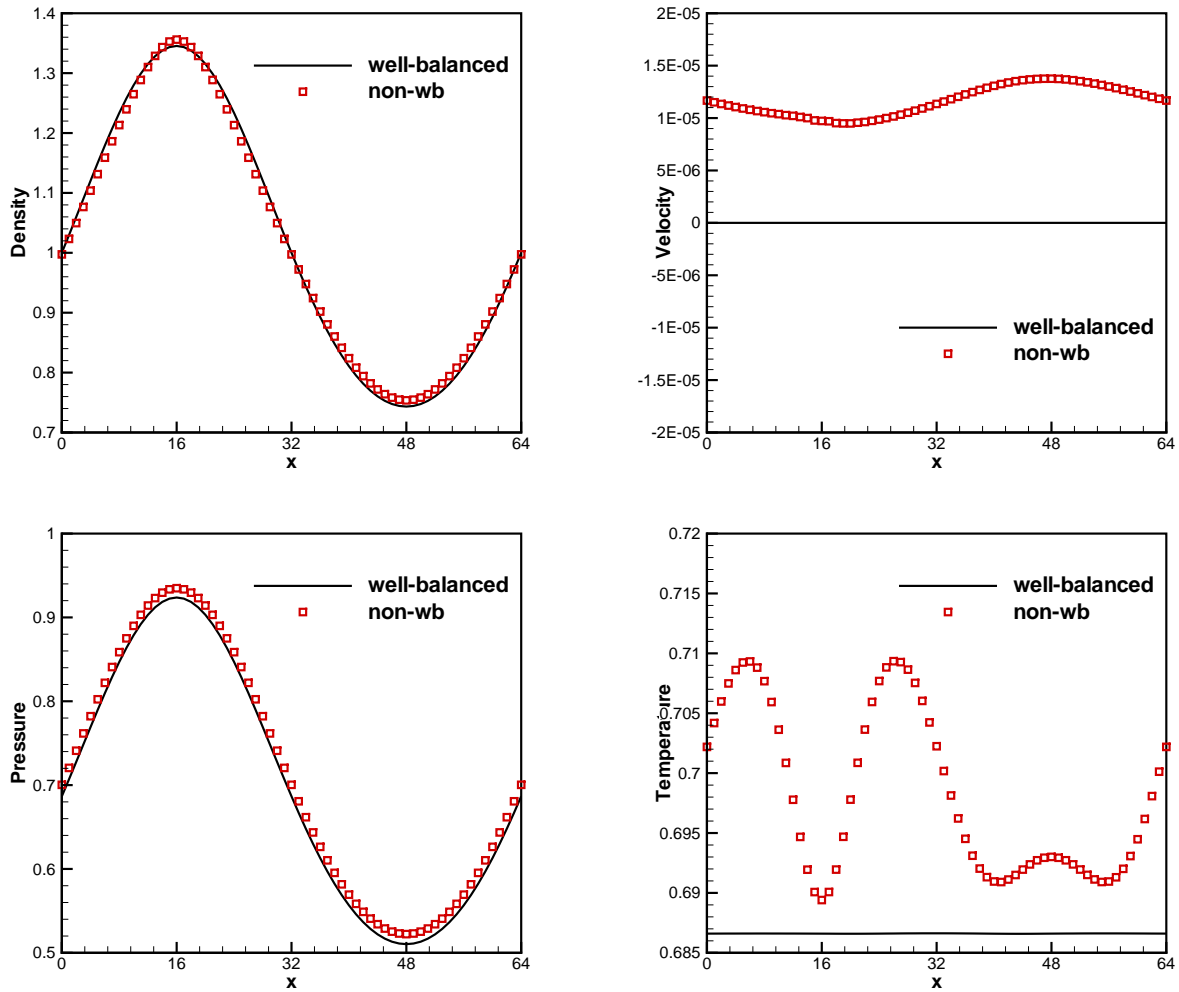 1.4
1.3
1.2
1.1
1
0.9
0.8
0.7
Density
0
16
32
48
64
x
well-balanced
non-wb
2E-05
1.5E-05
1E-05
5E-06
0
-5E-06
-1E-05
-1.5E-05
-2E-05
Velocity
0
16
32
48
64
x
well-balanced
non-wb
1
0.9
0.8
0.7
0.6
0.5
Pressure
0
16
32
48
64
x
well-balanced
non-wb
0.72
0.715
0.71
0.705
0.7
0.695
0.69
0.685
Temperature
0
16
32
48
64
x
well-balanced
non-wb